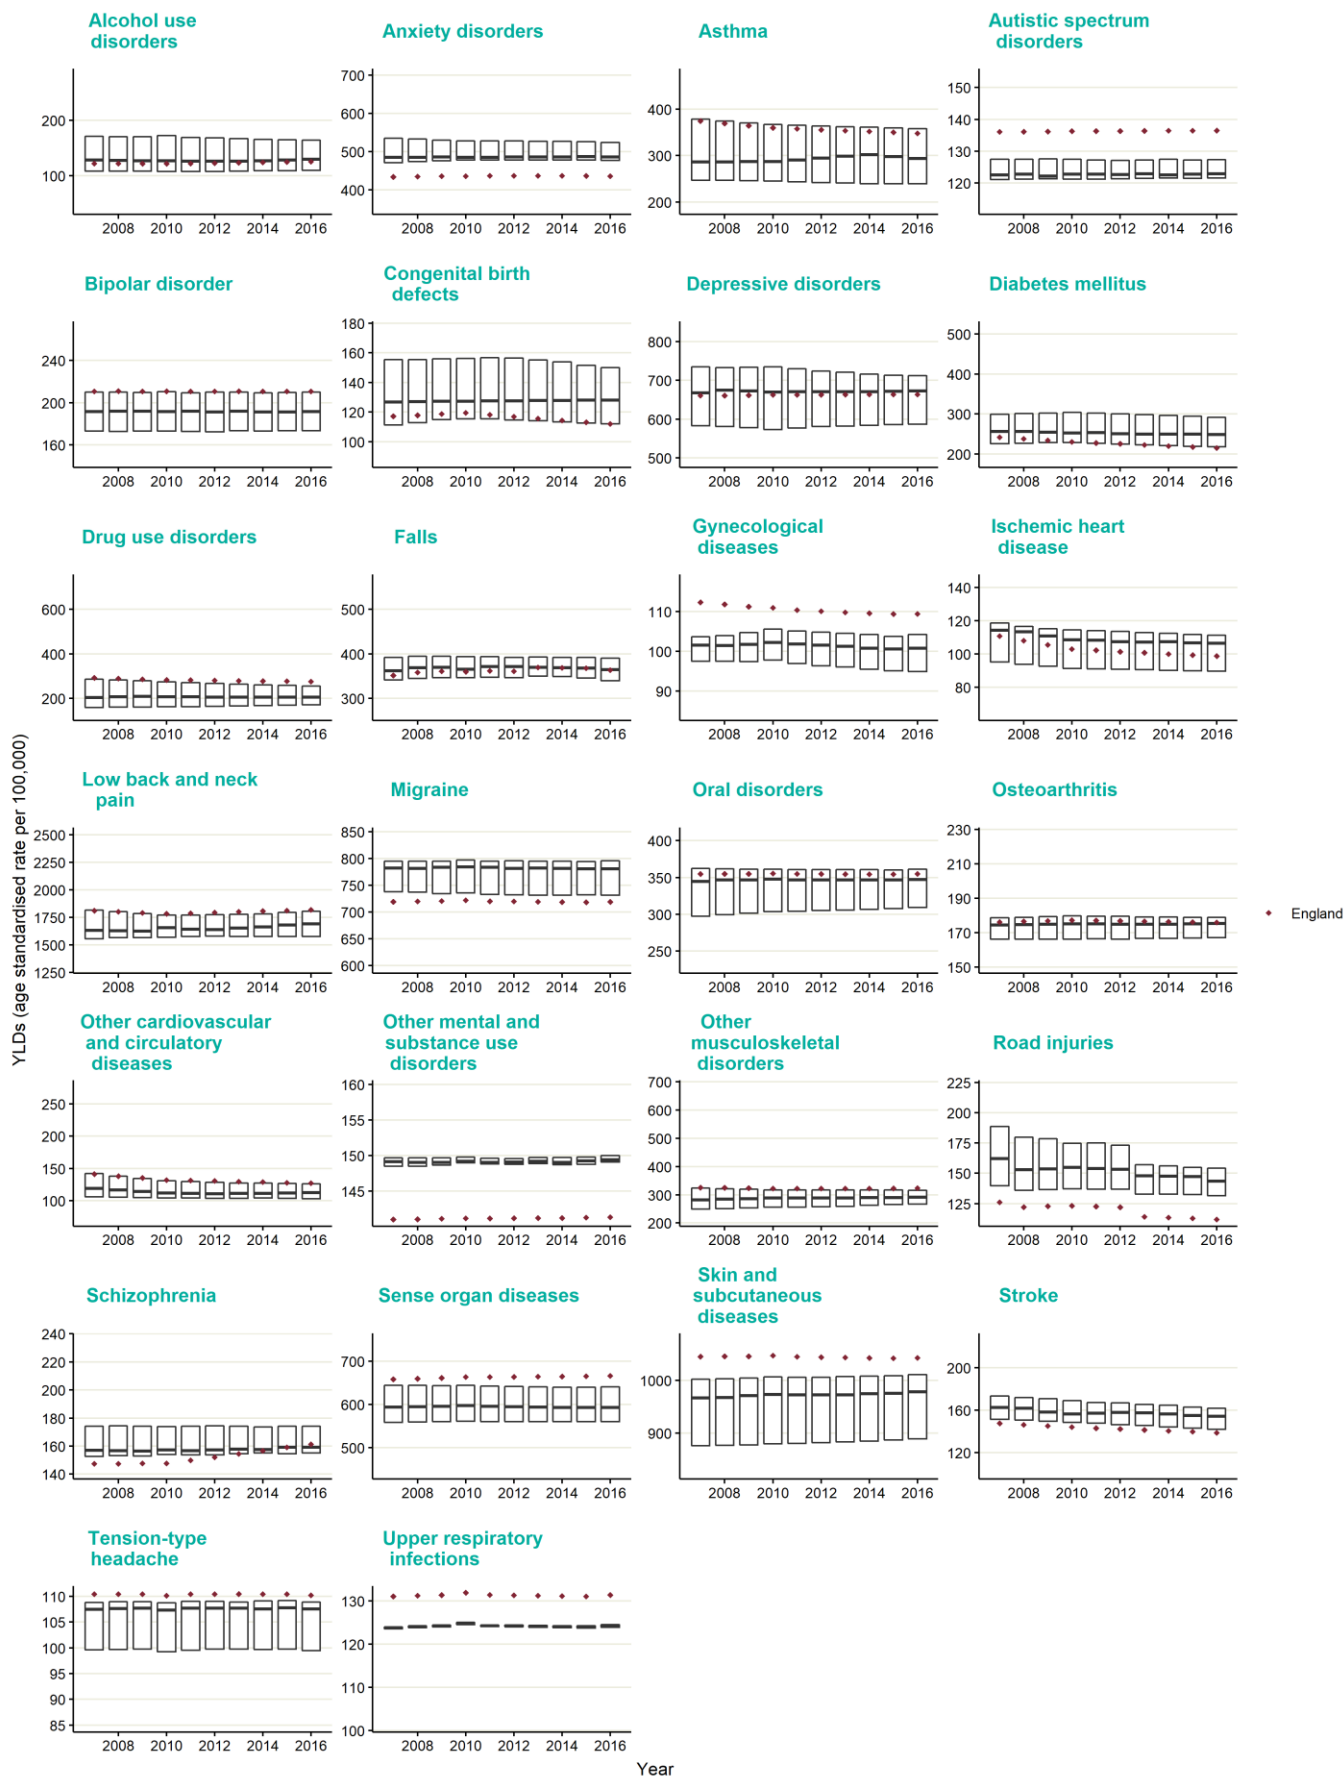 Alcohol use
disorders
Anxiety disorders
Asthma
Autistic spectrum
disorders
200
100
2008 2010 2012 2014 2016
700
600
500
400
2008 2010 2012 2014 2016
400
300
200
2008 2010 2012 2014 2016
150
140
130
120
2008 2010 2012 2014 2016
Bipolar disorder
Congenital birth
defects
Depressive disorders
Diabetes mellitus
240
200
160
2008 2010 2012 2014 2016
180
160
140
120
100
2008 2010 2012 2014 2016
800
700
600
500
2008 2010 2012 2014 2016
500
400
300
200
2008 2010 2012 2014 2016
Drug use disorders
Falls
Gynecological
diseases
Ischemic heart
disease
600
400
200
2008 2010 2012 2014 2016
500
400
300
2008 2010 2012 2014 2016
110
100
90
2008 2010 2012 2014 2016
140
120
100
80
2008 2010 2012 2014 2016
YLDs (age standardised rate per 100,000)
Low back and neck
pain
Migraine
Oral disorders
Osteoarthritis
2500
2250
2000
1750
1500
1250
2008 2010 2012 2014 2016
850
800
750
700
650
600
2008 2010 2012 2014 2016
400
350
300
250
2008 2010 2012 2014 2016
230
210
190
170
150
2008 2010 2012 2014 2016
England
Other cardiovascular
and circulatory
diseases
Other mental and
substance use
disorders
Other
musculoskeletal
disorders
Road injuries
250
200
150
100
2008 2010 2012 2014 2016
160
155
150
145
2008 2010 2012 2014 2016
700
600
500
400
300
200
2008 2010 2012 2014 2016
225
200
175
150
125
2008 2010 2012 2014 2016
Schizophrenia
Sense organ diseases
Skin and
subcutaneous
diseases
Stroke
240
220
200
180
160
140
2008 2010 2012 2014 2016
700
600
500
2008 2010 2012 2014 2016
1000
900
2008 2010 2012 2014 2016
200
160
120
2008 2010 2012 2014 2016
Tension-type
headache
Upper respiratory
infections
110
105
100
95
90
85
2008 2010 2012 2014 2016
130
120
110
100
2008 2010 2012 2014 2016
Year